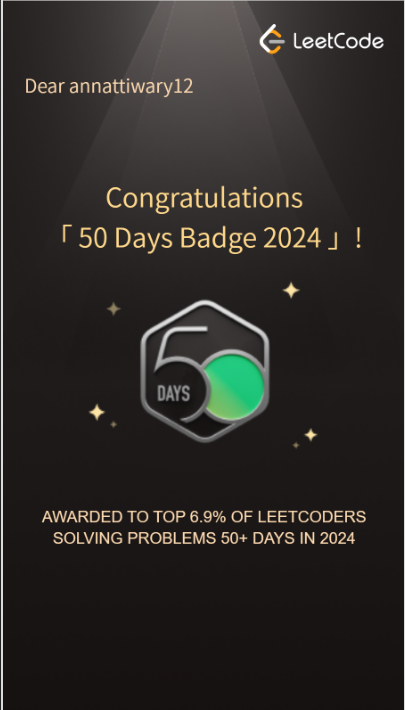 LeetCode
Dear annattiwary12
Congratulations
「 50 Days Badge 2024 」!
50
DAYS
AWARDED TO TOP 6.9% OF LEETCODERS
SOLVING PROBLEMS 50+ DAYS IN 2024